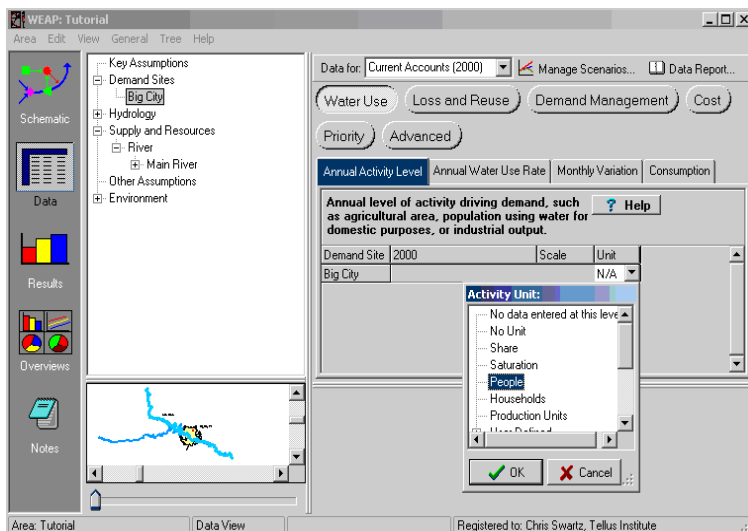 WEAP: Tutorial
Area Edit View General Tree Help
Schematic
Data
Results
Overviews
Notes
Key Assumptions
Demand Sites
Big City
Hydrology
Supply and Resources
River
Main River
Other Assumptions
Environment
Data for: Current Accounts (2000) Manage Scenarios... Data Report...
Water Use Loss and Reuse Demand Management Cost
Priority Advanced
Annual Activity Level Annual Water Use Rate Monthly Variation Consumption
Annual level of activity driving demand, such
as agricultural area, population using water for
domestic purposes, or industrial output.
? Help
Demand Site 2000 Scale Unit
Big City N/A
Activity Unit:
No data entered at this leve
No Unit
Share
Saturation
People
Households
Production Units
User Defined
OK Cancel
Area: Tutorial Data View Registered to: Chris Swartz, Tellus Institute